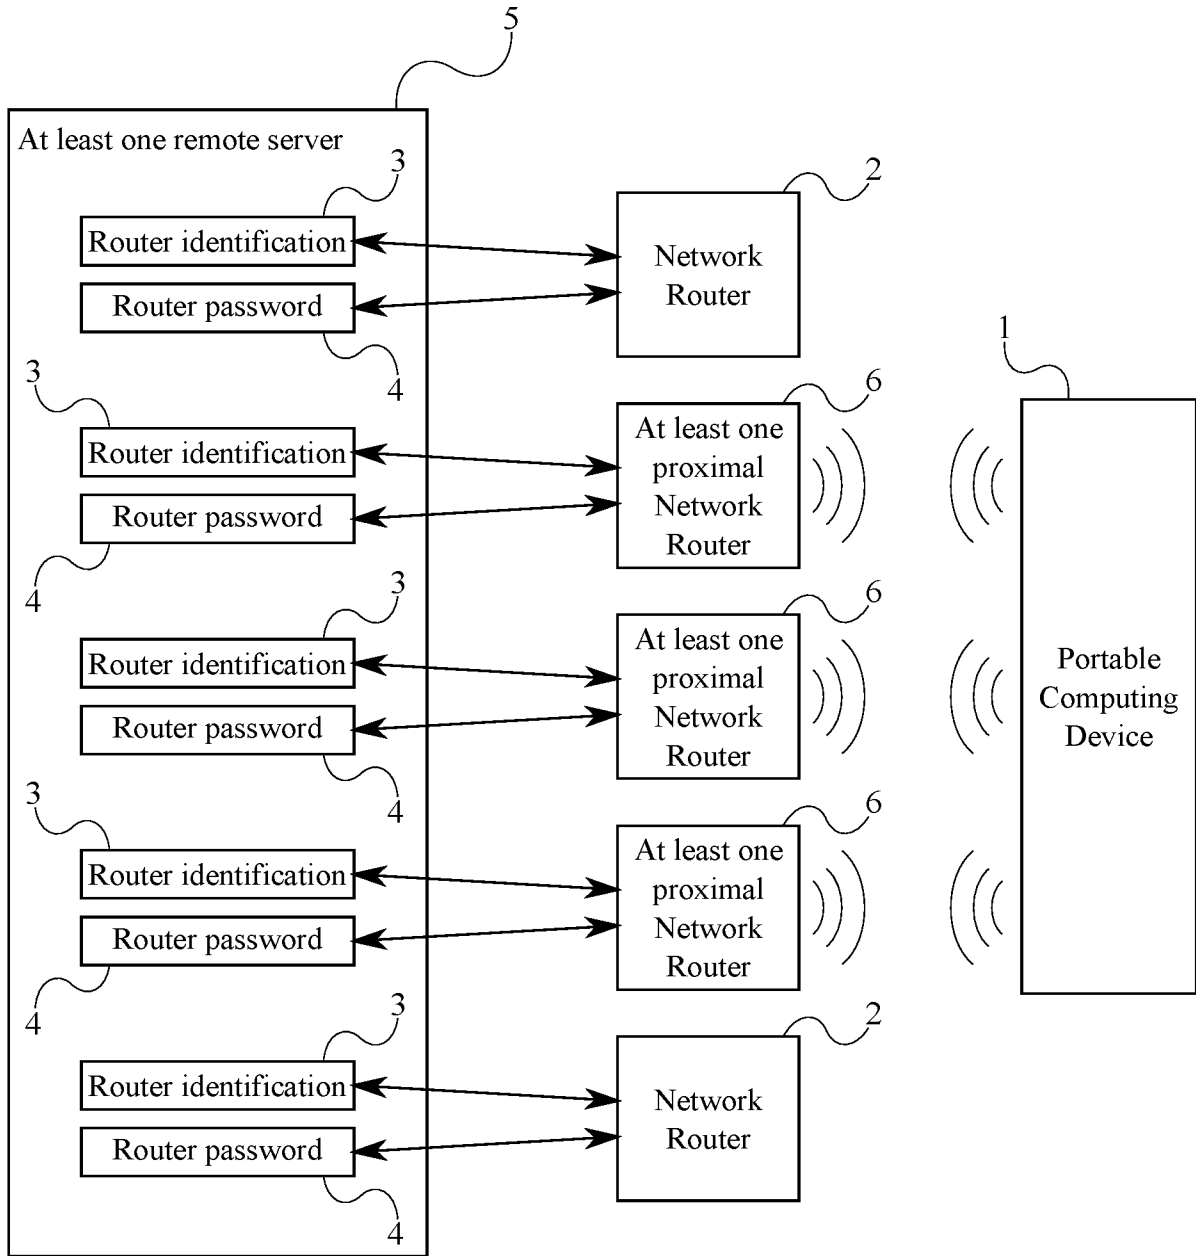 5
At least one remote server
3
2
Router identification
Network
Router
Router password
1
3
4
6
Router identification
At least one
proximal
Network
Router
Router password
4
3
6
Router identification
At least one
proximal
Network
Router
Portable
Computing
Device
Router password
3
4
6
Router identification
At least one
proximal
Network
Router
Router password
4
3
2
Router identification
Network
Router
Router password
4